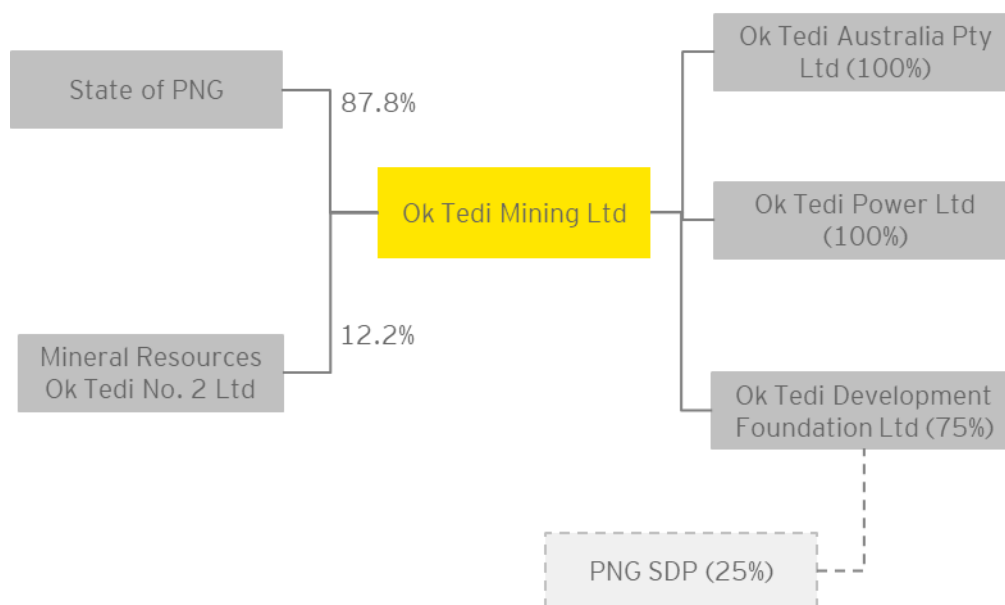 State of PNG
87.8%
Mineral Resources
Ok Tedi No. 2 Ltd
12.2%
Ok Tedi Mining Ltd
Ok Tedi Australia Pty
Ltd (100%)
Ok Tedi Power Ltd
(100%)
Ok Tedi Development
Foundation Ltd (75%)
PNG SDP (25%)